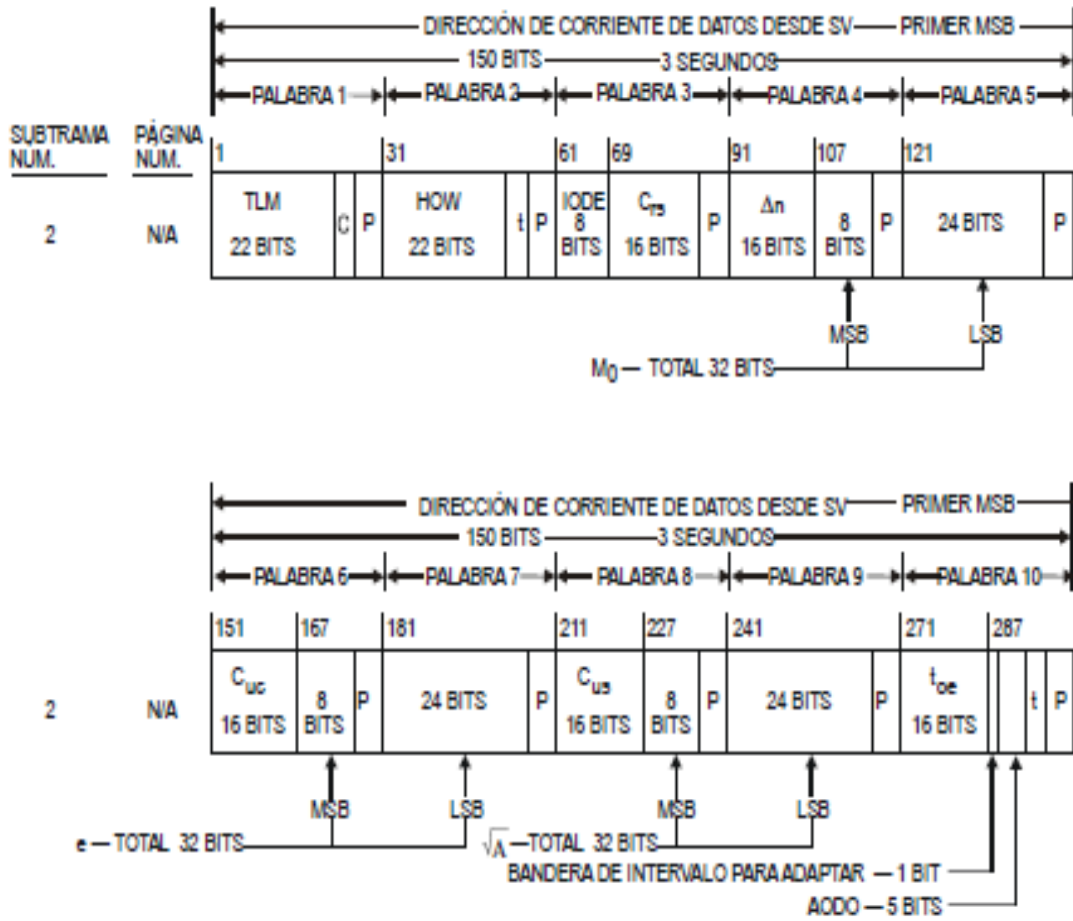 DIRECCIÓN DE CORRIENTE DE DATOS DESDE SV — PRIMER MSB
150 BITS — 3 SEGUNDOS
PALABRA 1 PALABRA 2 PALABRA 3 PALABRA 4 PALABRA 5
SUBTRAMA NUM. PÁGINA NUM. 1 31 61 69 91 107 121
2 N/A TLM 22 BITS C P HOW 22 BITS t P IODE 8 BITS Crs 16 BITS P Δn 16 BITS 8 BITS P 24 BITS P
MSB LSB
M0 — TOTAL 32 BITS
DIRECCIÓN DE CORRIENTE DE DATOS DESDE SV — PRIMER MSB
150 BITS — 3 SEGUNDOS
PALABRA 6 PALABRA 7 PALABRA 8 PALABRA 9 PALABRA 10
151 167 181 211 227 241 271 287
2 N/A Cuc 16 BITS 8 BITS P 24 BITS P Cus 16 BITS 8 BITS P 24 BITS P toe 16 BITS t P
MSB LSB MSB LSB
e — TOTAL 32 BITS √A — TOTAL 32 BITS
BANDERA DE INTERVALO PARA ADAPTAR — 1 BIT
AODO — 5 BITS